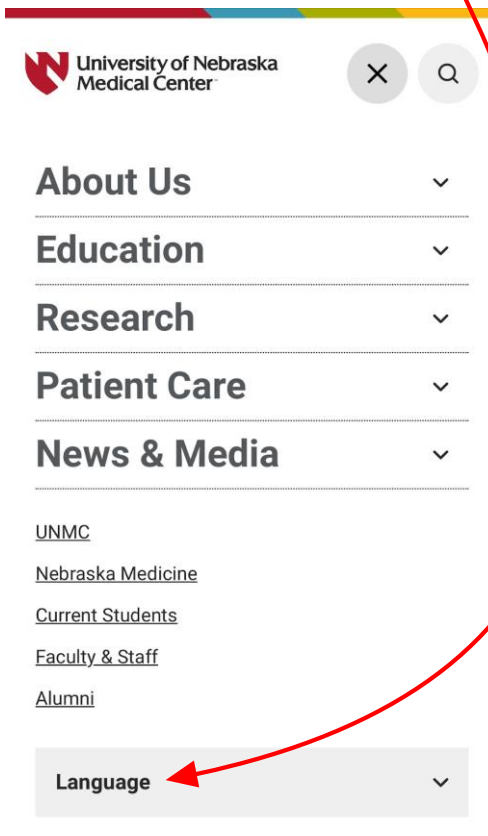 University of Nebraska
Medical Center
About Us
Education
Research
Patient Care
News & Media
UNMC
Nebraska Medicine
Current Students
Faculty & Staff
Alumni
Language